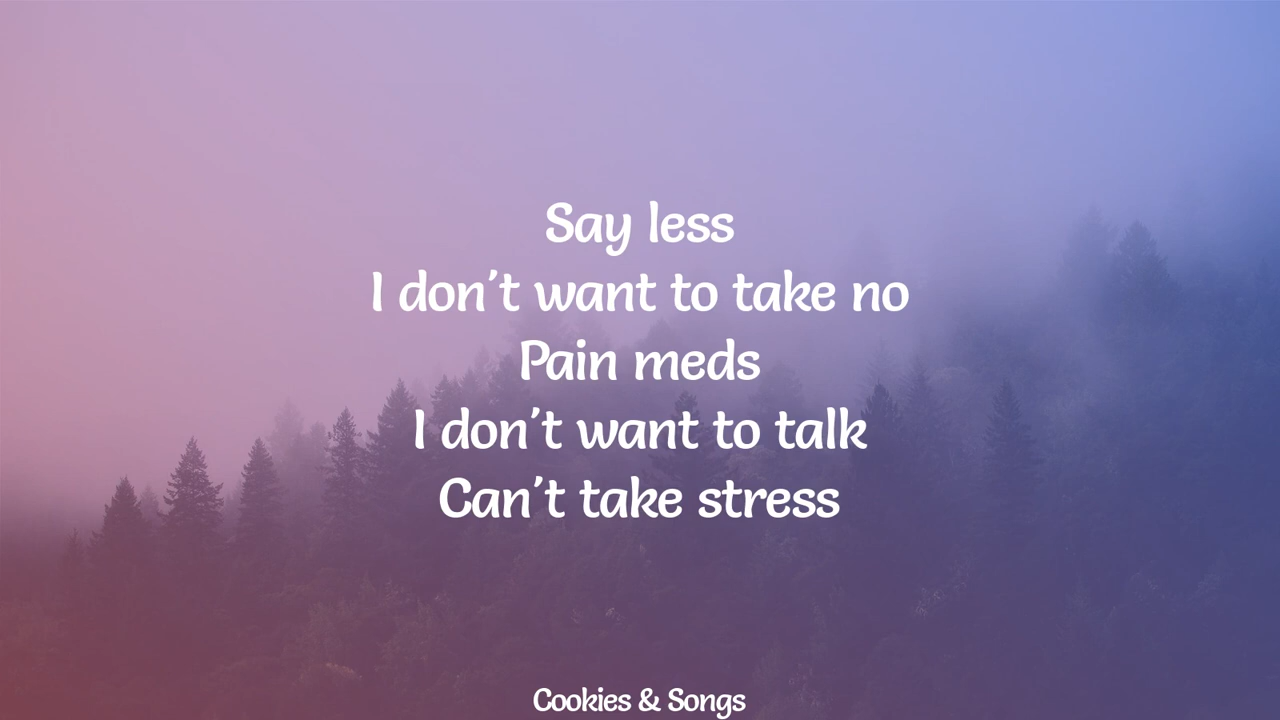 Say less
I don't want to take no
Pain meds
I don't want to talk
Can't take stress
Cookies & Songs